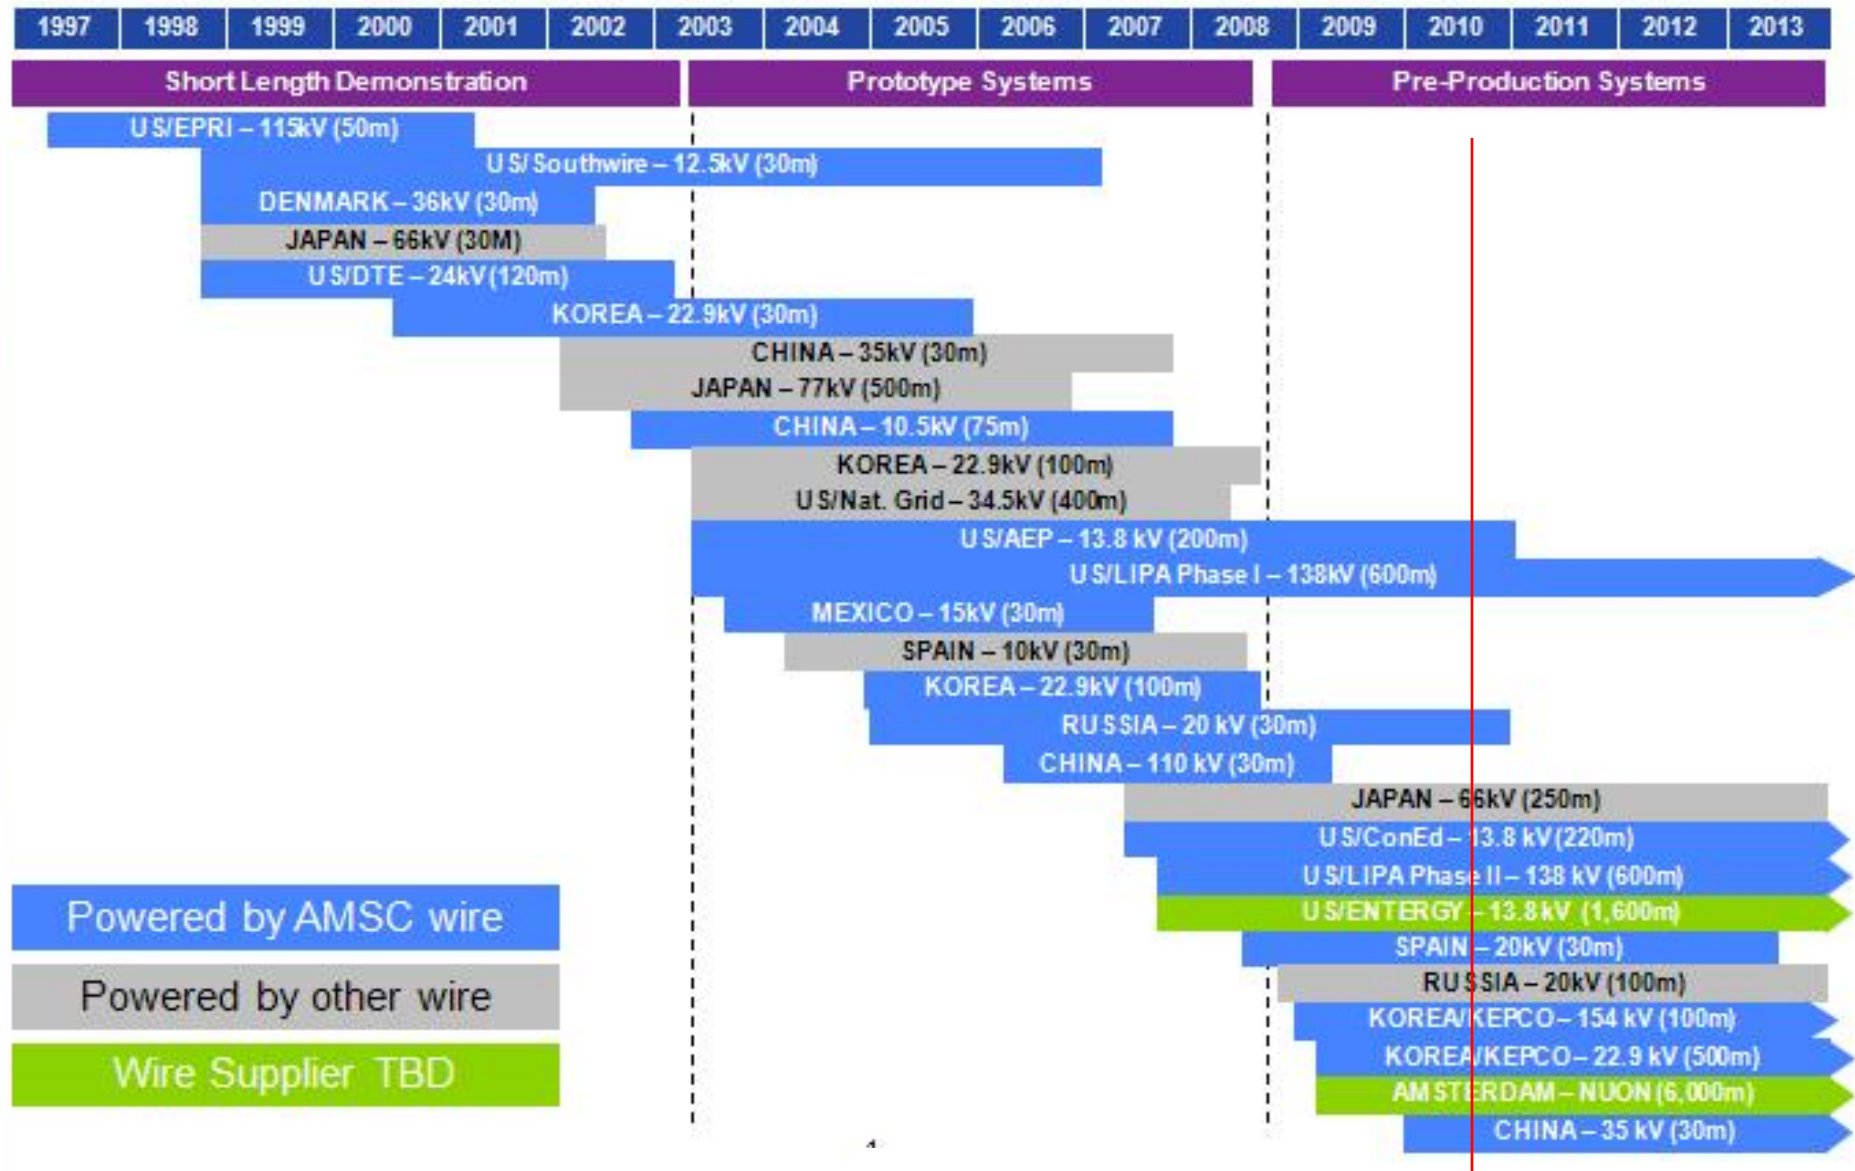 1997 1998 1999 2000 2001 2002 2003 2004 2005 2006 2007 2008 2009 2010 2011 2012 2013
Short Length Demonstration Prototype Systems Pre-Production Systems
US/EPRI – 115kV (50m)
US/Southwire – 12.5kV (30m)
DENMARK – 36kV (30m)
JAPAN – 66kV (30M)
US/DTE – 24kV (120m)
KOREA – 22.9kV (30m)
CHINA – 35kV (30m)
JAPAN – 77kV (500m)
CHINA – 10.5kV (75m)
KOREA – 22.9kV (100m)
US/Nat. Grid – 34.5kV (400m)
US/AEP – 13.8 kV (200m)
US/LIPA Phase I – 138kV (600m)
MEXICO – 15kV (30m)
SPAIN – 10kV (30m)
KOREA – 22.9kV (100m)
RUSSIA – 20 kV (30m)
CHINA – 110 kV (30m)
JAPAN – 66kV (250m)
US/ConEd – 13.8 kV (220m)
US/LIPA Phase II – 138 kV (600m)
US/ENTERGY – 13.8kV (1,600m)
SPAIN – 20kV (30m)
RUSSIA – 20kV (100m)
KOREA/KEPCO – 154 kV (100m)
KOREA/KEPCO – 22.9 kV (500m)
AMSTERDAM – NUON (6,000m)
CHINA – 35 kV (30m)
Powered by AMSC wire
Powered by other wire
Wire Supplier TBD